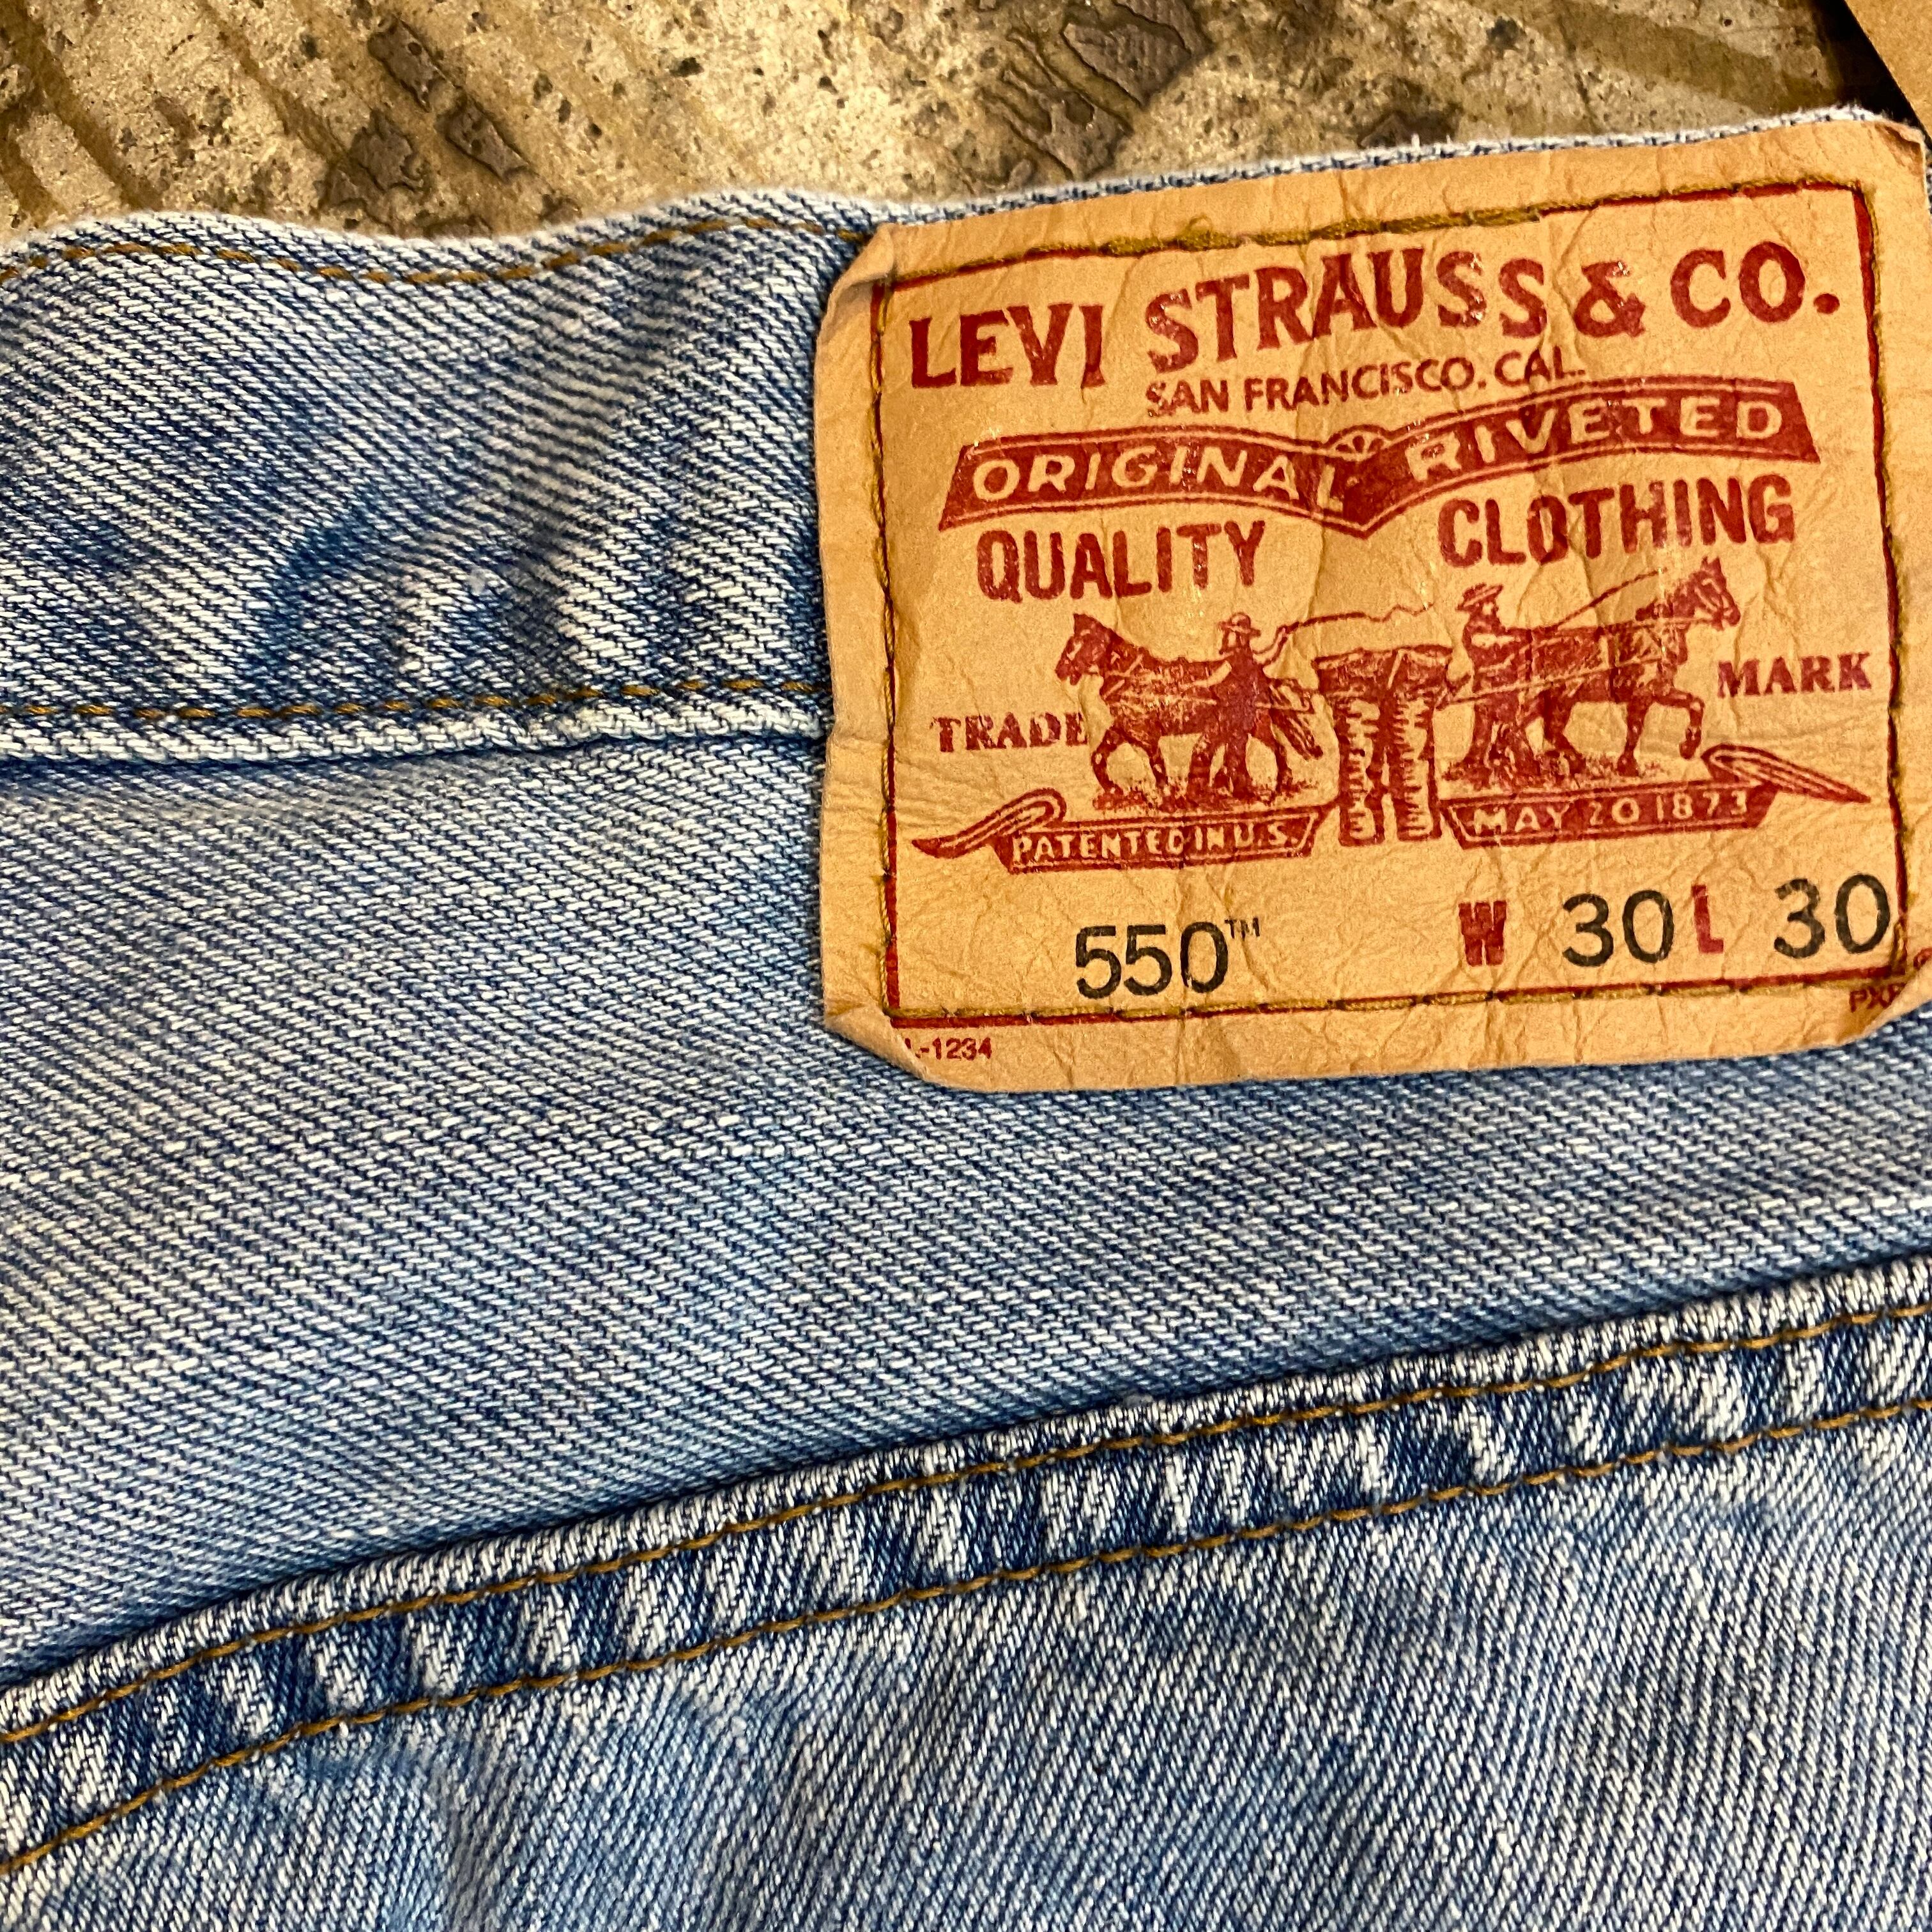 LEVI STRAUSS & CO.
SAN FRANCISCO, CAL.
ORIGINAL RIVETED
QUALITY CLOTHING
TRADE MARK
PATENTED IN U.S. MAY 20 1873
550™ W 30 L 30
L-1234